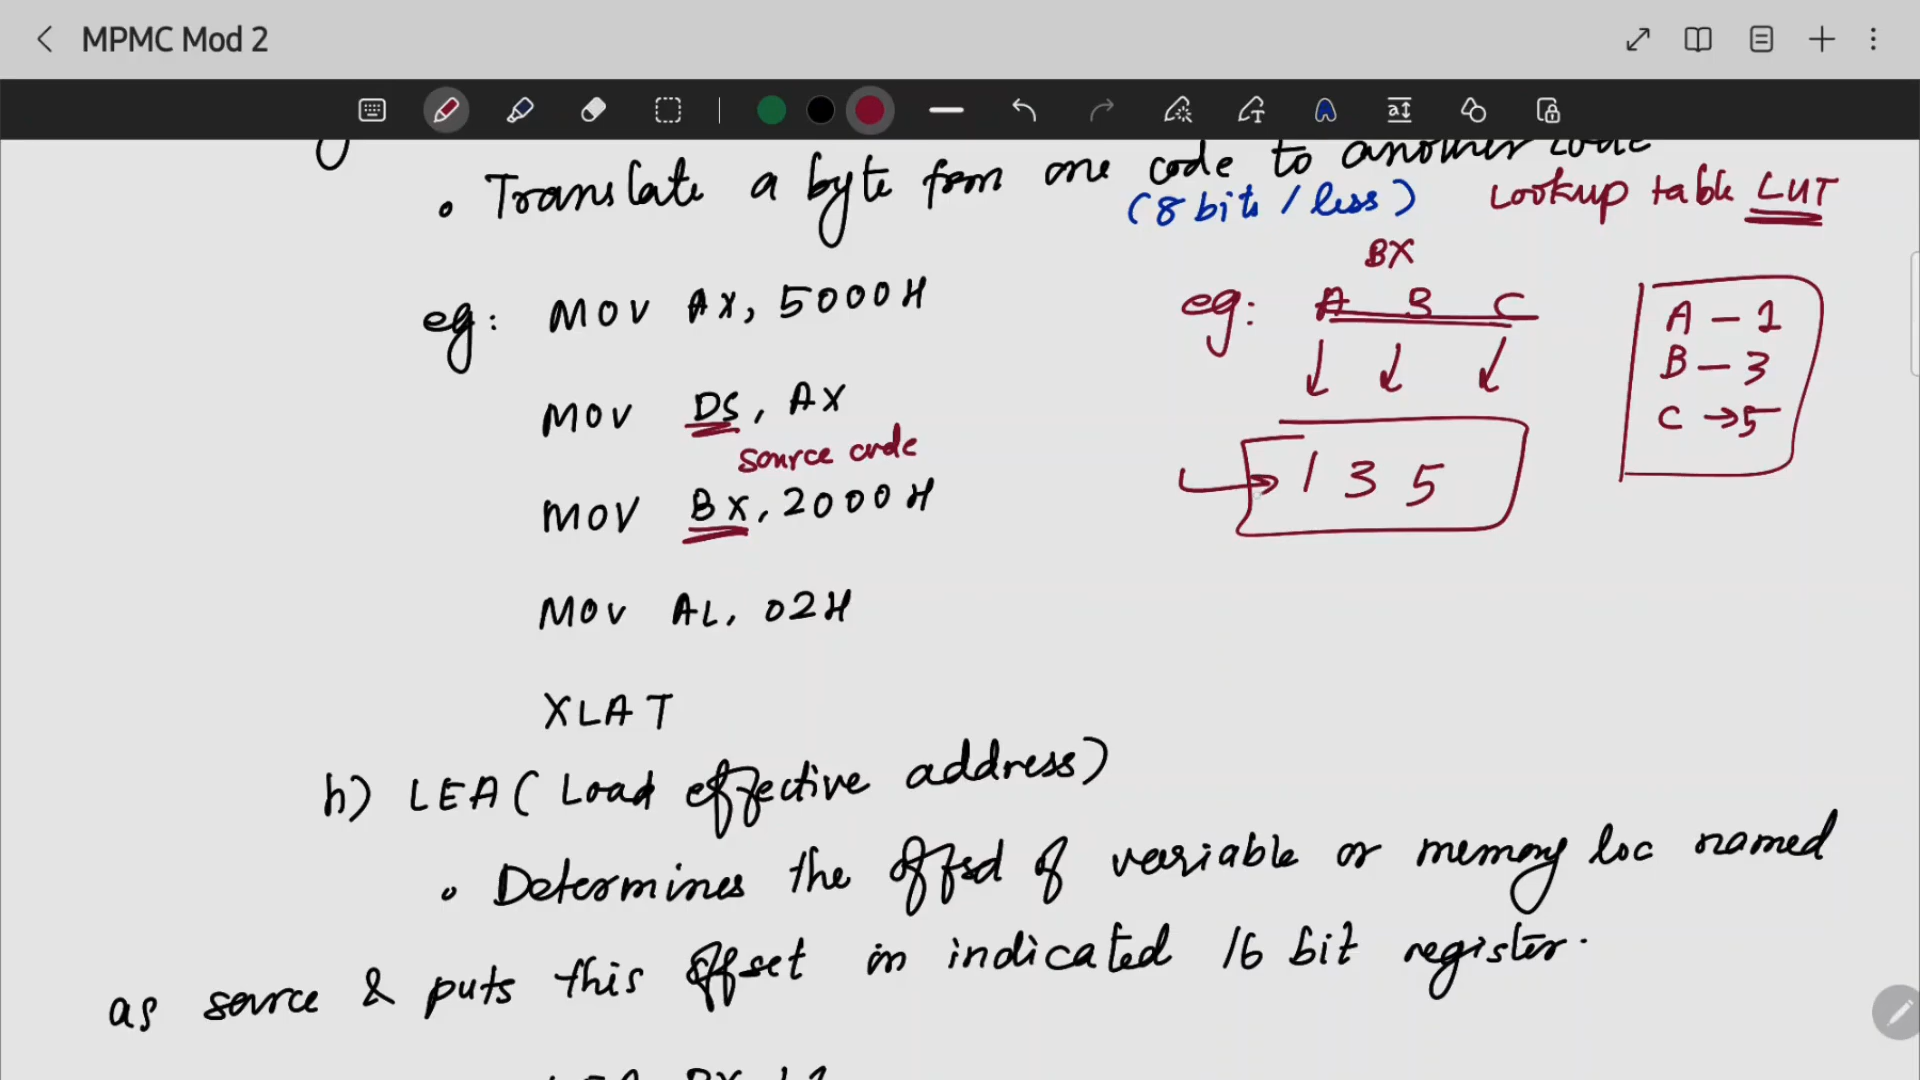 MPMC Mod 2
• Translate a byte from one code to another code
(8 bits / less) Lookup table LUT
BX
eg: MOV AX, 5000H
eg: A B C
A – 1
B – 3
C → 5
MOV DS, AX
source code
1 3 5
MOV BX, 2000H
MOV AL, 02H
XLAT
h) LEA ( Load effective address)
• Determines the offsd of variable or memory loc named
as source & puts this offset in indicated 16 bit register.